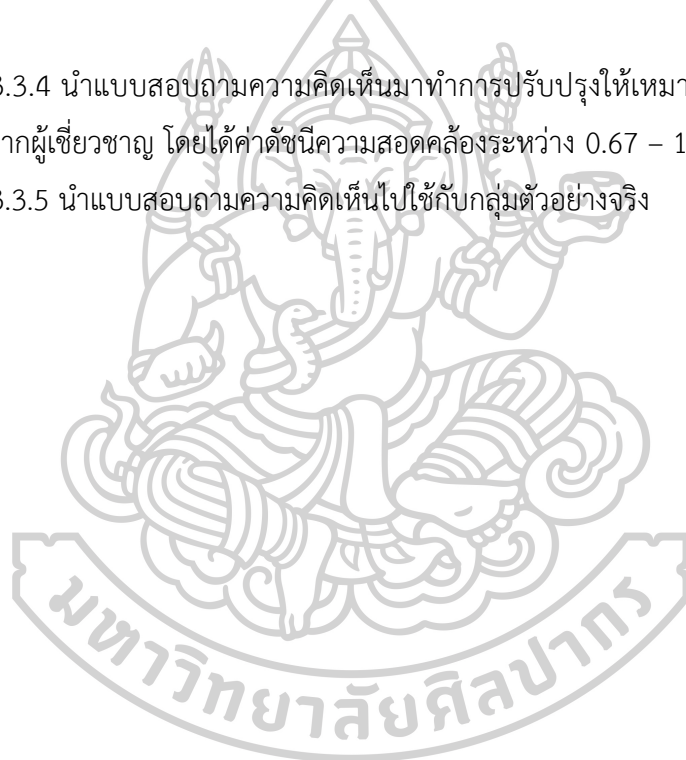 3.3.4 นำแบบสอบถามความคิดเห็นมาทำการปรับปรุงให้เหมา
ากผู้เชี่ยวชาญ โดยได้ค่าดัชนีความสอดคล้องระหว่าง 0.67 – 1
3.3.5 นำแบบสอบถามความคิดเห็นไปใช้กับกลุ่มตัวอย่างจริง
มหาวิทยาลัยศิลปากร